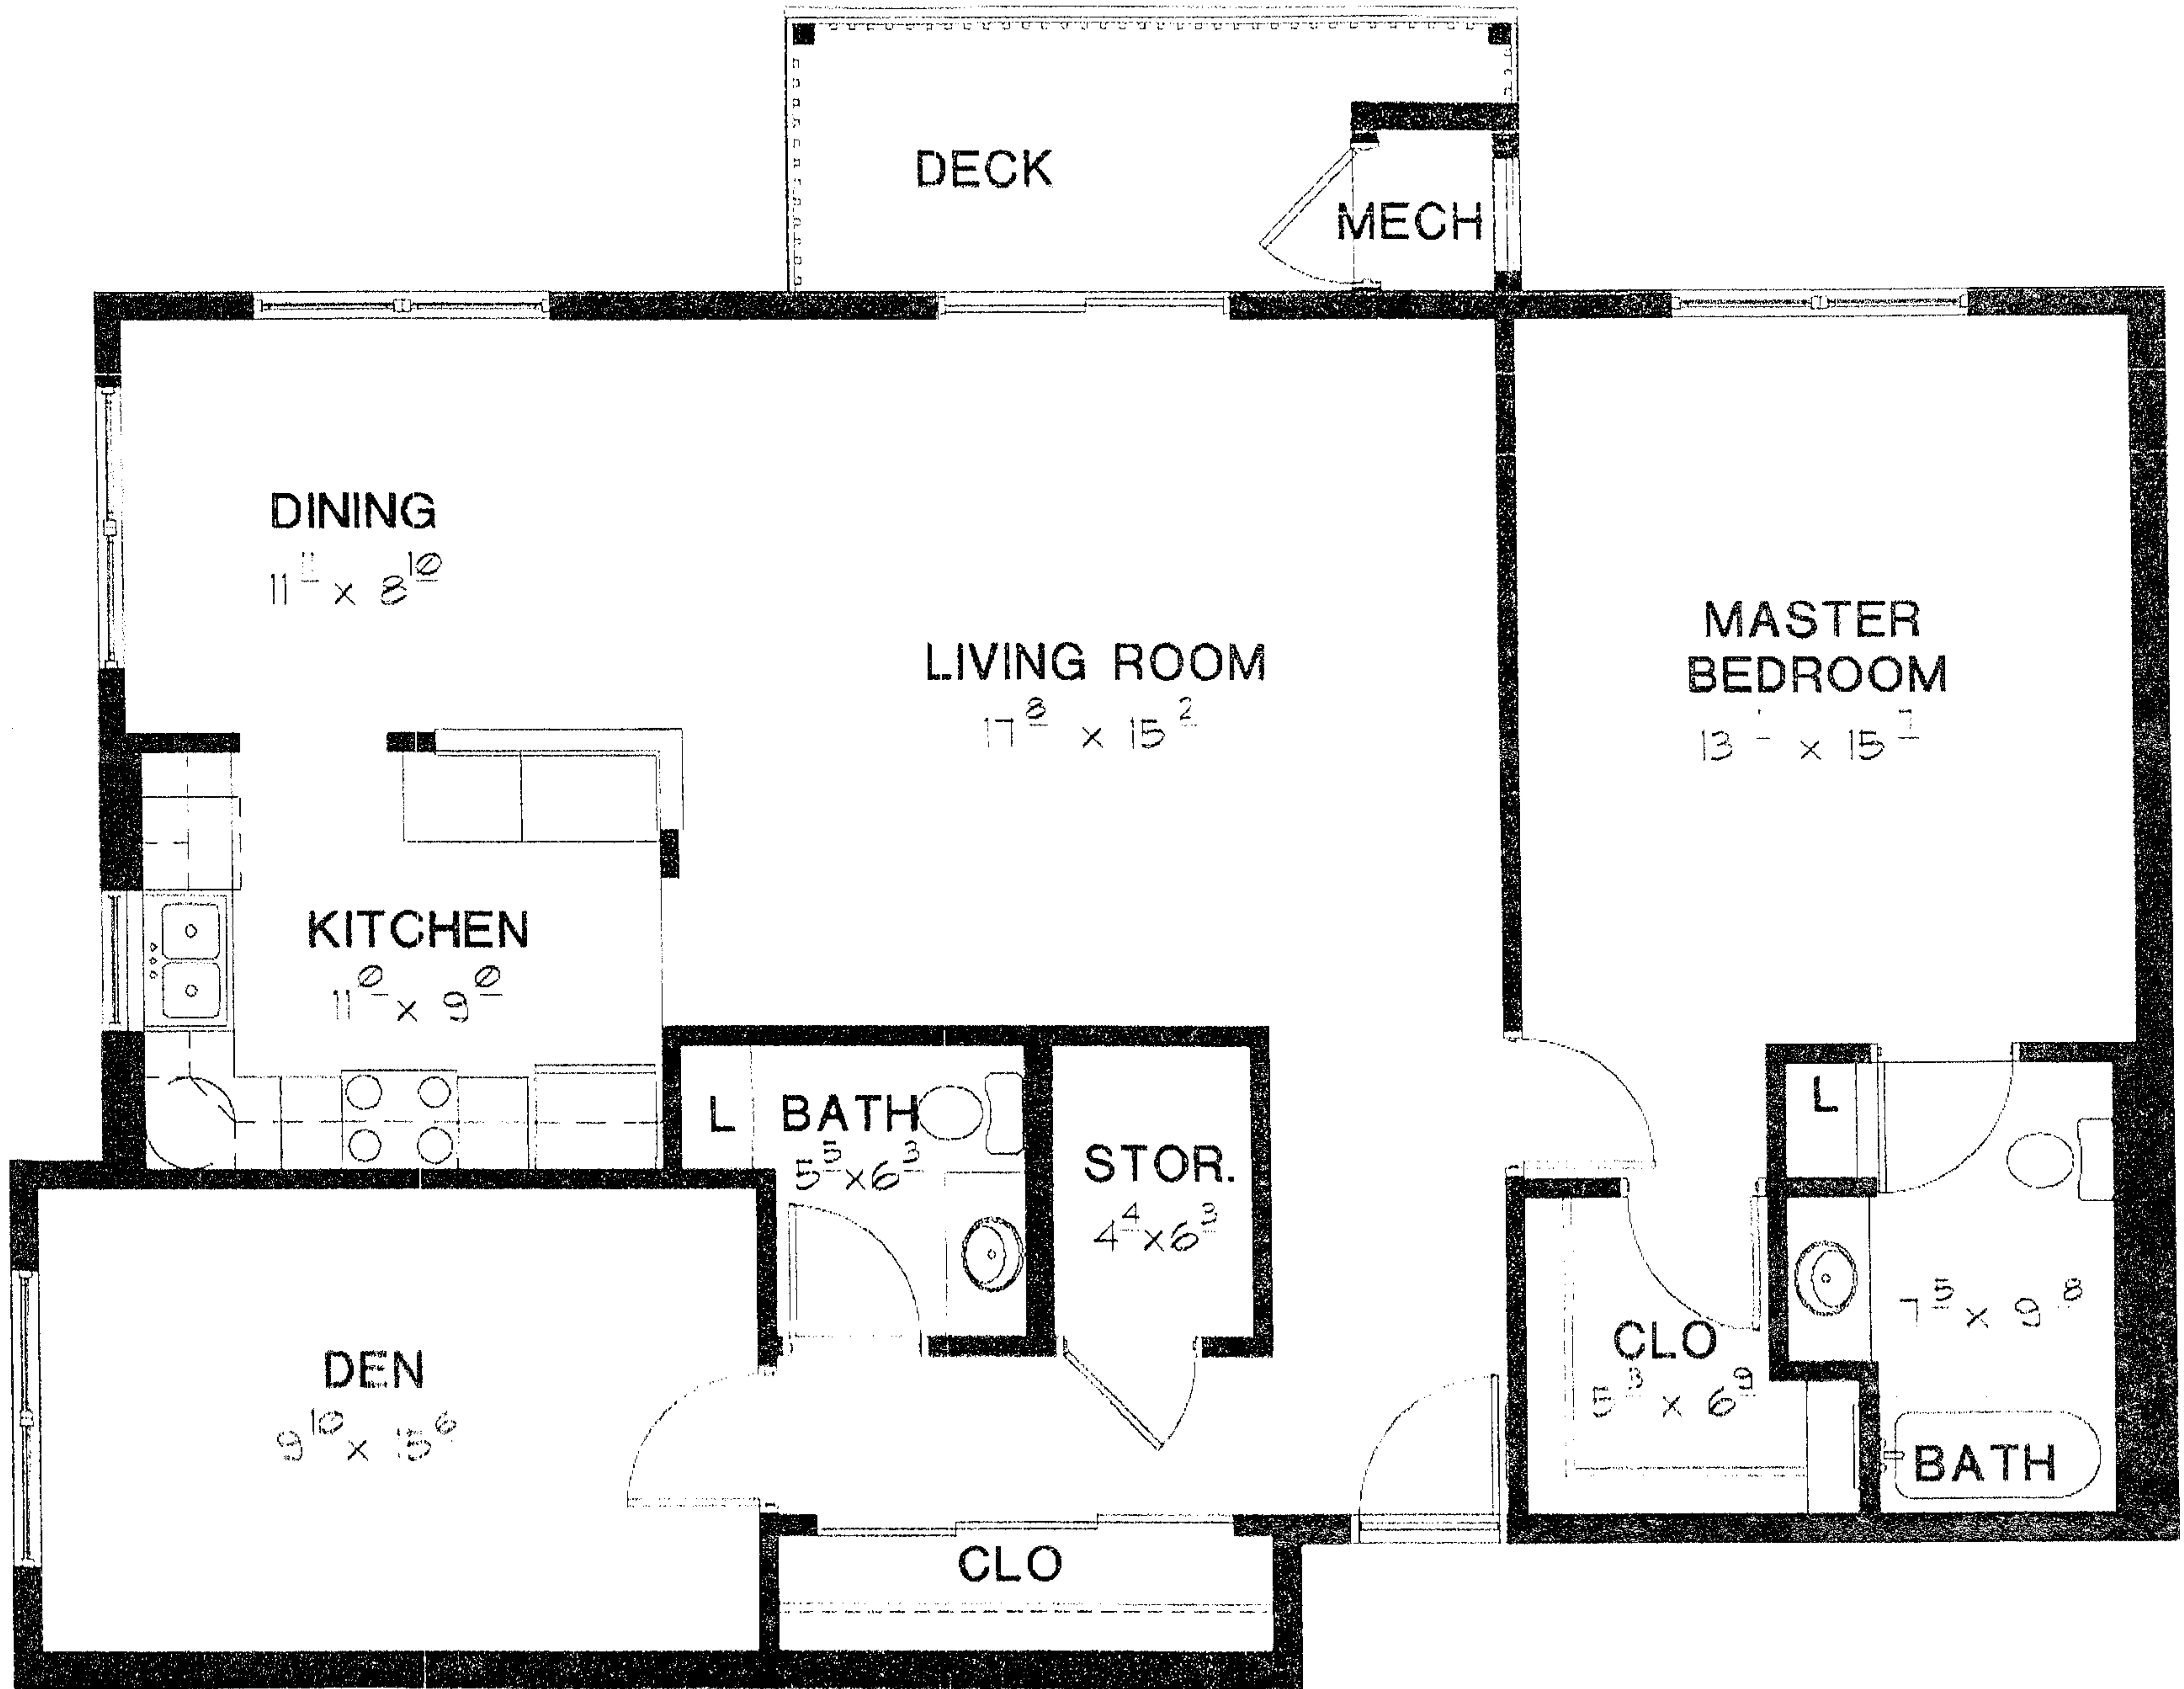 DECK
MECH
DINING
11 11 x 8 10
LIVING ROOM
17 8 x 15 2
MASTER
BEDROOM
13 x 15
KITCHEN
11 0 x 9 0
L
BATH
5 5 x 6 3
STOR.
4 4 x 6 3
L
7 5 x 9 8
BATH
CLO
5 3 x 6 9
DEN
9 10 x 15 6
CLO